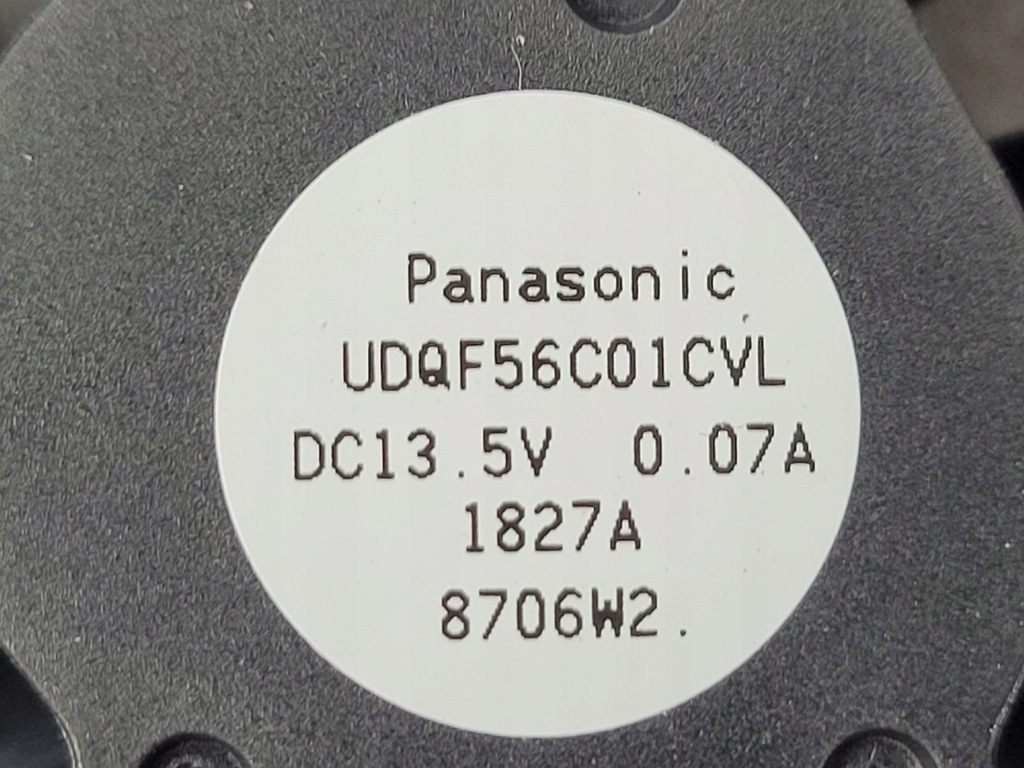 Panasonic
UDQF56C01CVL
DC13.5V 0.07A
1827A
8706W2.